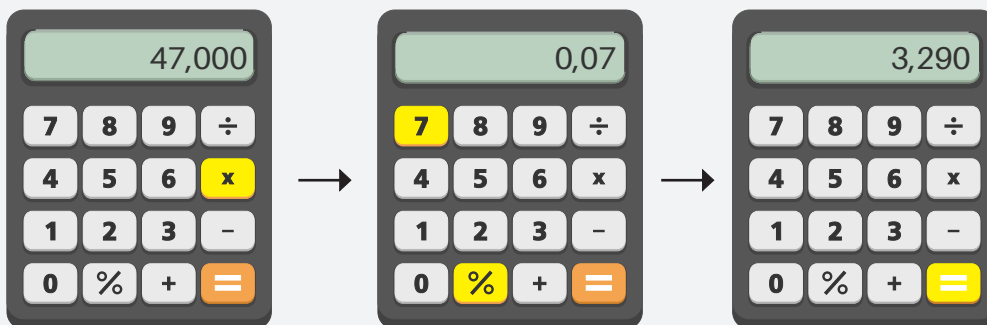 47,000
7 8 9 ÷
4 5 6 x
1 2 3 −
0 % + =
0,07
7 8 9 ÷
4 5 6 x
1 2 3 −
0 % + =
3,290
7 8 9 ÷
4 5 6 x
1 2 3 −
0 % + =